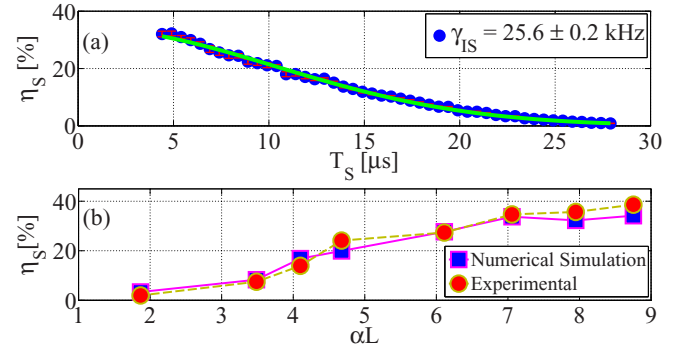 (a)
γ_IS = 25.6 ± 0.2 kHz
η_S [%]
40
20
0
0 5 10 15 20 25 30
T_S [μs]
(b)
η_S[%]
40
20
0
Numerical Simulation
Experimental
1 2 3 4 5 6 7 8 9
αL